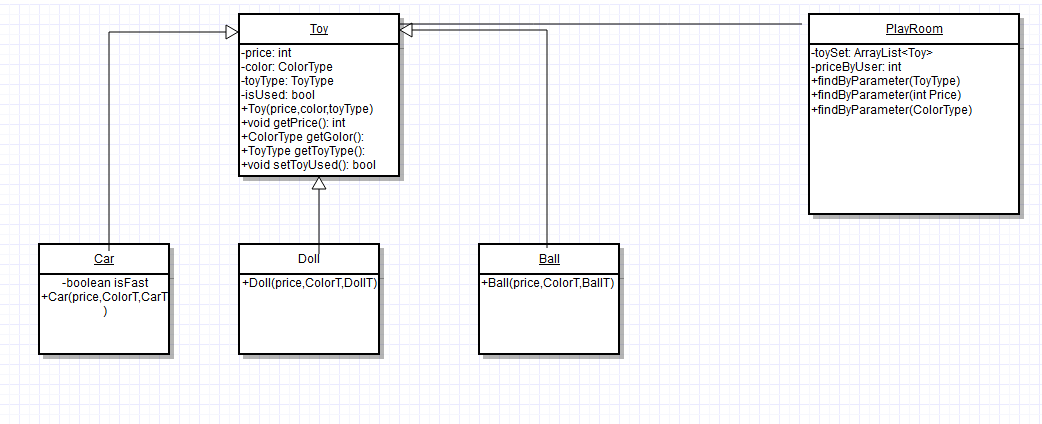 Toy
-price: int
-color: ColorType
-toyType: ToyType
-isUsed: bool
+Toy(price,color,toyType)
+void getPrice(): int
+ColorType getGolor():
+ToyType getToyType():
+void setToyUsed(): bool
PlayRoom
-toySet: ArrayList<Toy>
-priceByUser: int
+findByParameter(ToyType)
+findByParameter(int Price)
+findByParameter(ColorType)
Car
-boolean isFast
+Car(price,ColorT,CarT
)
Doll
+Doll(price,ColorT,DollT)
Ball
+Ball(price,ColorT,BallT)